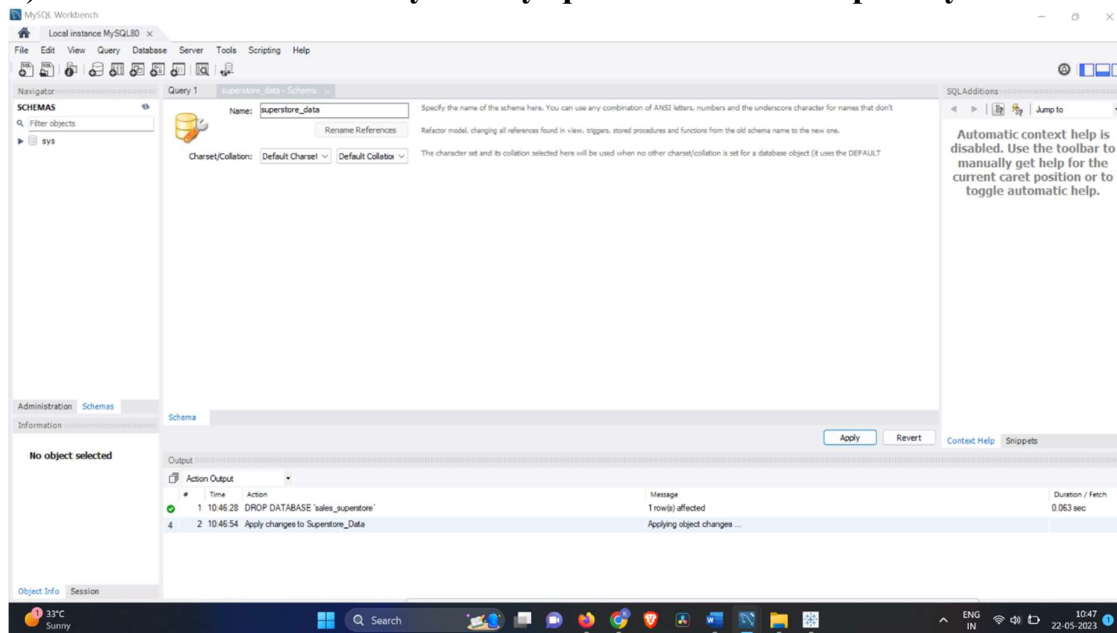 MySQL Workbench
Local instance MySQL80
File Edit View Query Database Server Tools Scripting Help
Navigator
SCHEMAS
Filter objects
sys
Administration Schemas
Information
No object selected
Object Info Session
Query 1 superstore_data - Schema
Name: superstore_data
Specify the name of the schema here. You can use any combination of ANSI letters, numbers and the underscore character for names that don't
Rename References
Refactor model, changing all references found in view, triggers, stored procedures and functions from the old schema name to the new one.
Charset/Collation: Default Charset Default Collation
The character set and its collation selected here will be used when no other charset/collation is set for a database object (it uses the DEFAULT
Schema
Apply Revert
SQLAdditions
Jump to
Automatic context help is
disabled. Use the toolbar to
manually get help for the
current caret position or to
toggle automatic help.
Context Help Snippets
Output
Action Output
# Time Action Message Duration / Fetch
1 10:46:28 DROP DATABASE `sales_superstore` 1 row(s) affected 0.063 sec
4 2 10:46:54 Apply changes to Superstore_Data Applying object changes ...
1 33°C
Sunny
Search
ENG
IN
10:47
22-05-2023